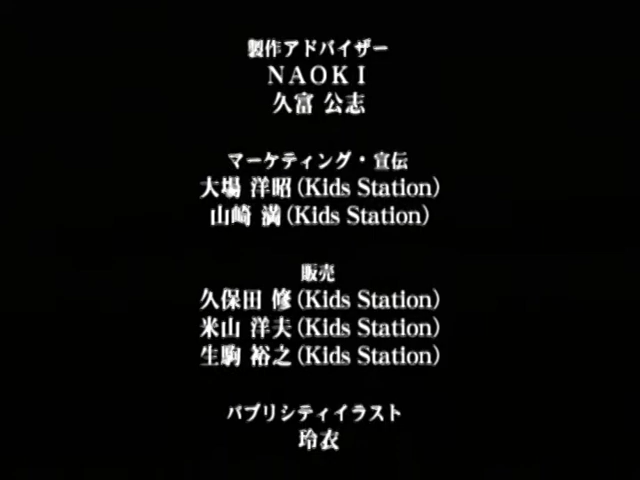 製作アドバイザー
ＮＡＯＫＩ
久富 公志
マーケティング・宣伝
大場 洋昭(Kids Station)
山崎 満(Kids Station)
販売
久保田 修(Kids Station)
米山 洋夫(Kids Station)
生駒 裕之(Kids Station)
パブリシティイラスト
玲衣